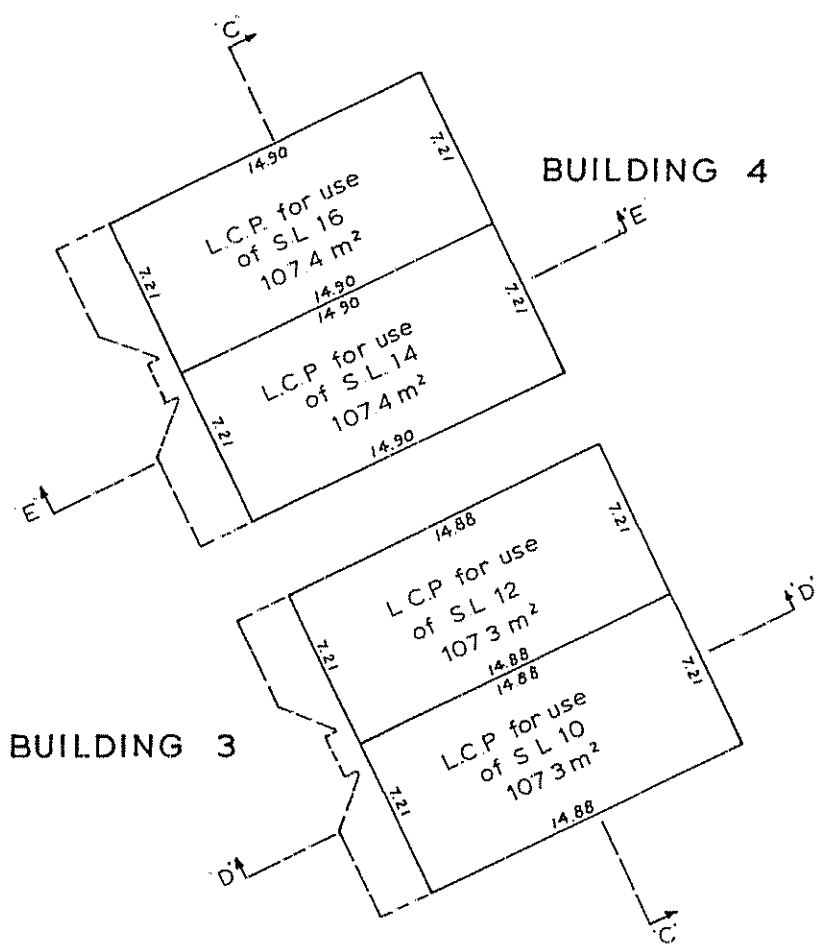 'C'
14.90
7.21
BUILDING 4
L.C.P. for use
of S.L 16
107.4 m²
'E'
7.21
14.90
14.90
7.21
L.C.P for use
of S.L.14
107.4 m²
7.21
14.90
'E'
14.88
7.21
L.C.P for use
of S.L 12
107 3 m²
'D'
7.21
14.88
14.88
7.21
BUILDING 3
L.C.P for use
of S L 10
107 3 m²
7.21
14.88
'D'
'C'